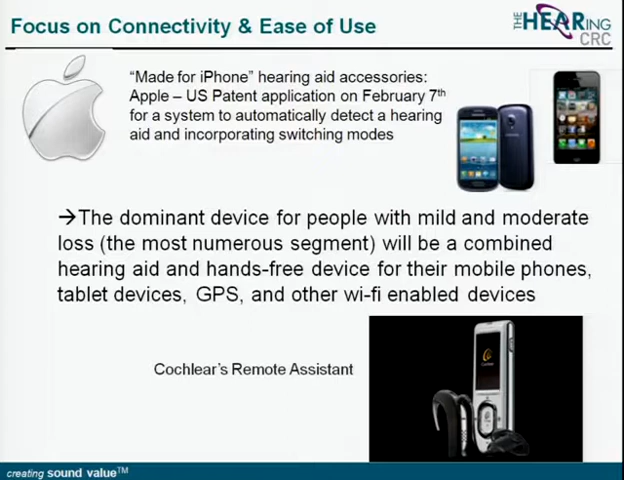 Focus on Connectivity & Ease of Use
THE HEARING
CRC
“Made for iPhone” hearing aid accessories:
Apple – US Patent application on February 7th
for a system to automatically detect a hearing
aid and incorporating switching modes
→The dominant device for people with mild and moderate
loss (the most numerous segment) will be a combined
hearing aid and hands-free device for their mobile phones,
tablet devices, GPS, and other wi-fi enabled devices
Cochlear’s Remote Assistant
creating sound value™